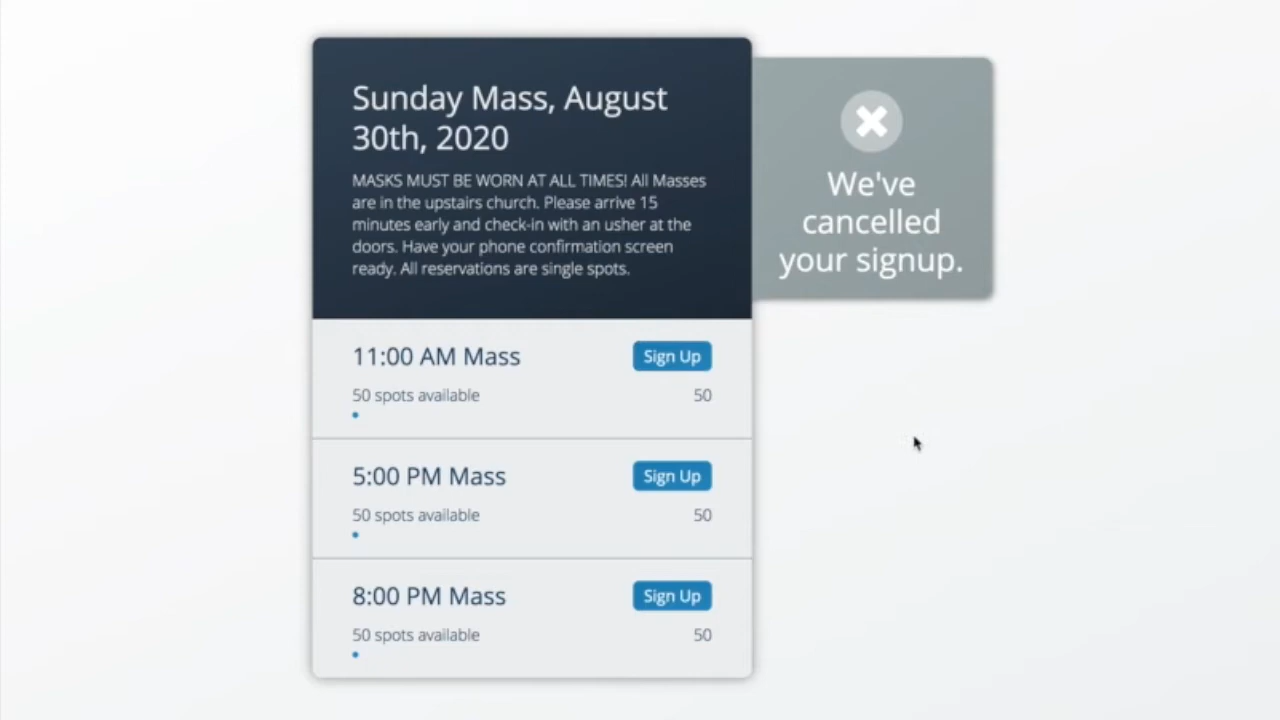 Sunday Mass, August
30th, 2020
MASKS MUST BE WORN AT ALL TIMES! All Masses
are in the upstairs church. Please arrive 15
minutes early and check-in with an usher at the
doors. Have your phone confirmation screen
ready. All reservations are single spots.
We've
cancelled
your signup.
11:00 AM Mass
Sign Up
50 spots available
50
5:00 PM Mass
Sign Up
50 spots available
50
8:00 PM Mass
Sign Up
50 spots available
50